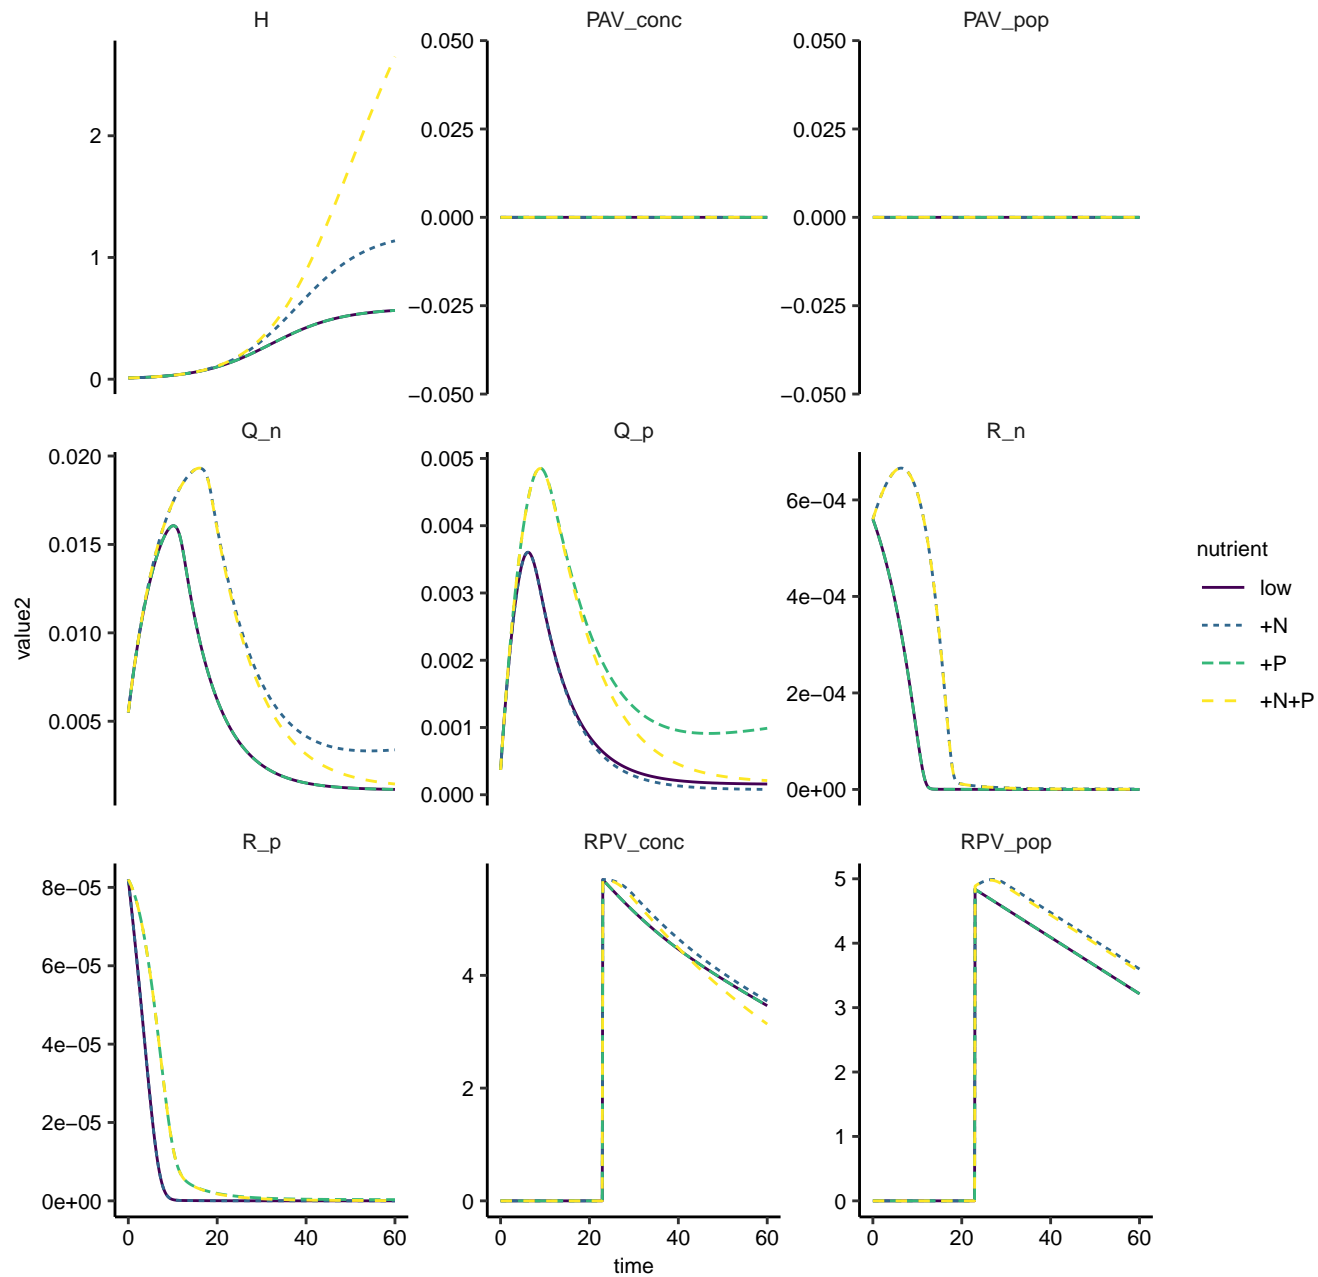 H
PAV_conc
PAV_pop
2
1
0
0.050
0.025
0.000
−0.025
−0.050
0.050
0.025
0.000
−0.025
−0.050
Q_n
Q_p
R_n
0.020
0.015
0.010
0.005
0.005
0.004
0.003
0.002
0.001
0.000
6e−04
4e−04
2e−04
0e+00
R_p
RPV_conc
RPV_pop
8e−05
6e−05
4e−05
2e−05
0e+00
4
2
0
5
4
3
2
1
0
0 20 40 60
0 20 40 60
0 20 40 60
time
value2
nutrient
low
+N
+P
+N+P